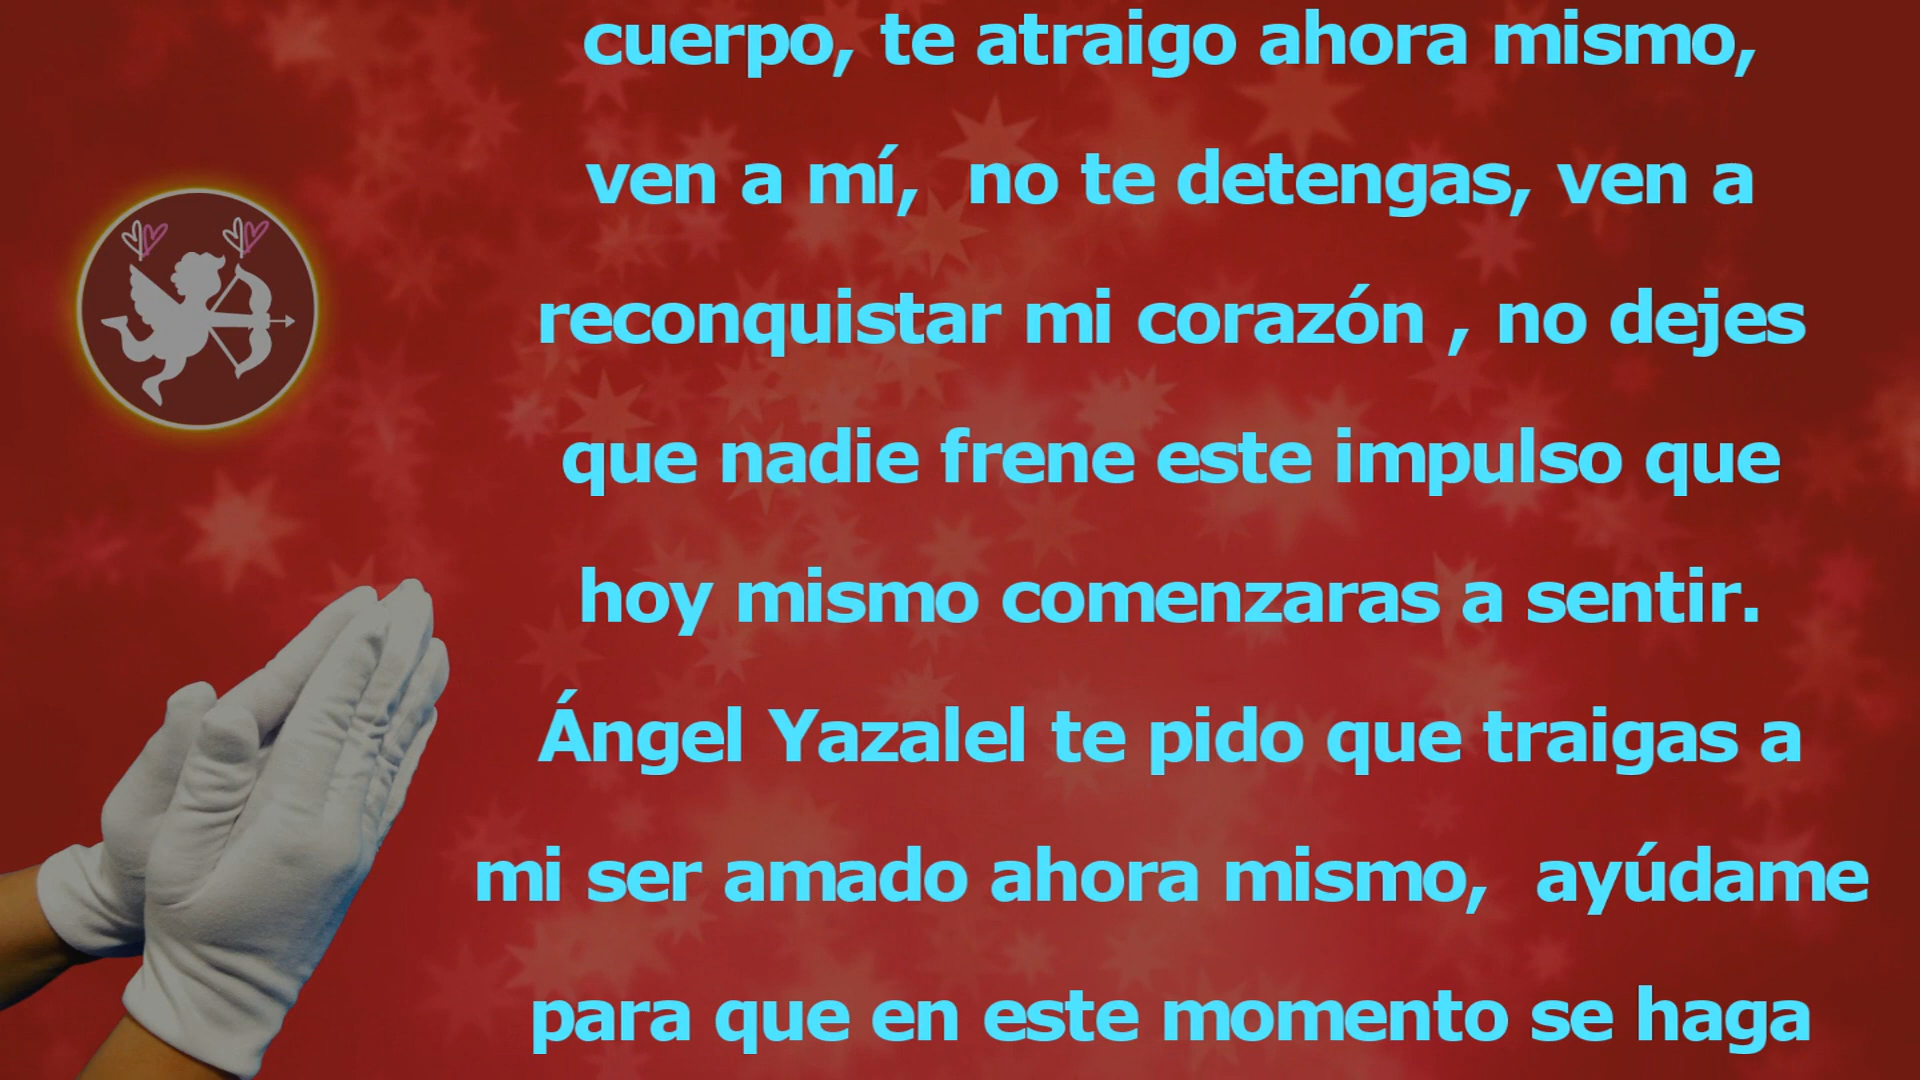 cuerpo, te atraigo ahora mismo,
ven a mí, no te detengas, ven a
reconquistar mi corazón , no dejes
que nadie frene este impulso que
hoy mismo comenzaras a sentir.
Ángel Yazalel te pido que traigas a
mi ser amado ahora mismo, ayúdame
para que en este momento se haga